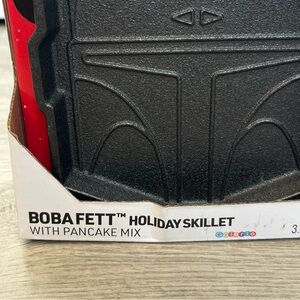 BOBA FETT™ HOLIDAY SKILLET
WITH PANCAKE MIX